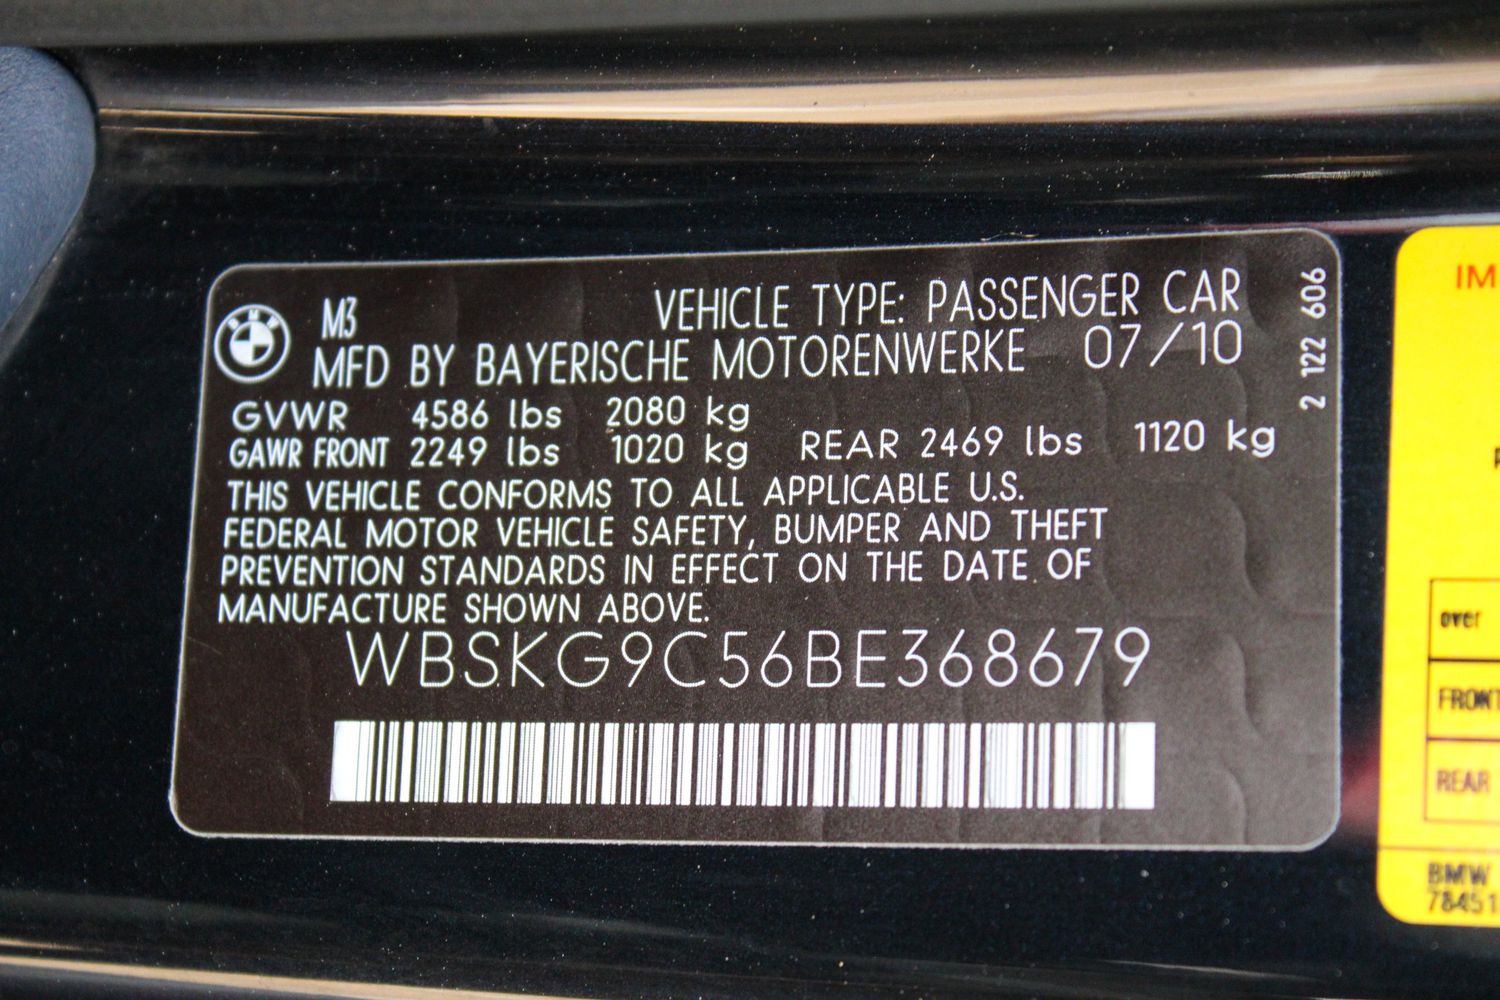 BMW
M3 VEHICLE TYPE: PASSENGER CAR
MFD BY BAYERISCHE MOTORENWERKE 07/10
GVWR 4586 lbs 2080 kg
GAWR FRONT 2249 lbs 1020 kg REAR 2469 lbs 1120 kg
THIS VEHICLE CONFORMS TO ALL APPLICABLE U.S.
FEDERAL MOTOR VEHICLE SAFETY, BUMPER AND THEFT
PREVENTION STANDARDS IN EFFECT ON THE DATE OF
MANUFACTURE SHOWN ABOVE.
WBSKG9C56BE368679
2 122 606
IM
over
FRONT
REAR
BMW
78451